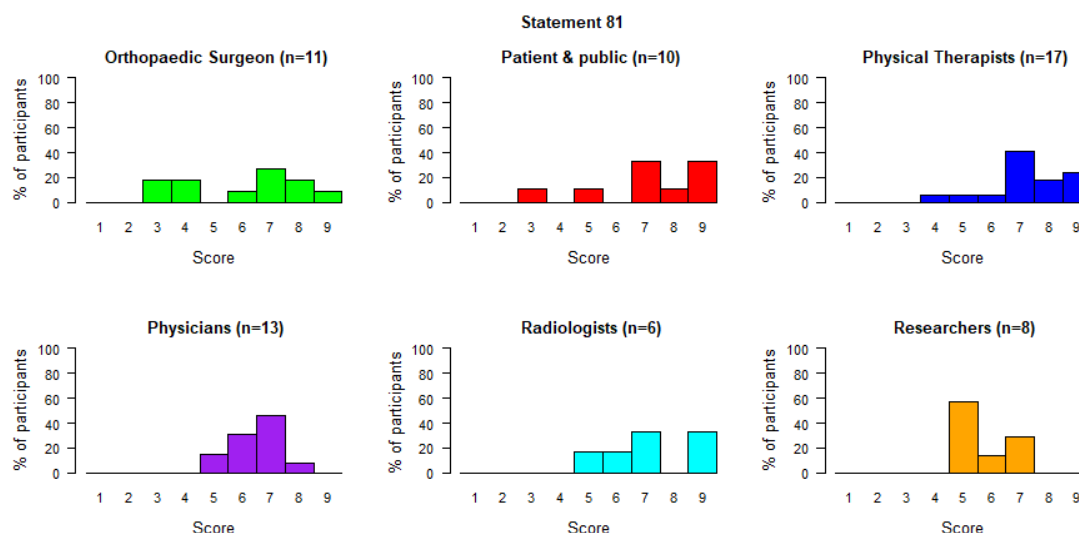 Statement 81
Orthopaedic Surgeon (n=11)
% of participants
100
80
60
40
20
0
1 2 3 4 5 6 7 8 9
Score
Patient & public (n=10)
% of participants
100
80
60
40
20
0
1 2 3 4 5 6 7 8 9
Score
Physical Therapists (n=17)
% of participants
100
80
60
40
20
0
1 2 3 4 5 6 7 8 9
Score
Physicians (n=13)
% of participants
100
80
60
40
20
0
1 2 3 4 5 6 7 8 9
Score
Radiologists (n=6)
% of participants
100
80
60
40
20
0
1 2 3 4 5 6 7 8 9
Score
Researchers (n=8)
% of participants
100
80
60
40
20
0
1 2 3 4 5 6 7 8 9
Score